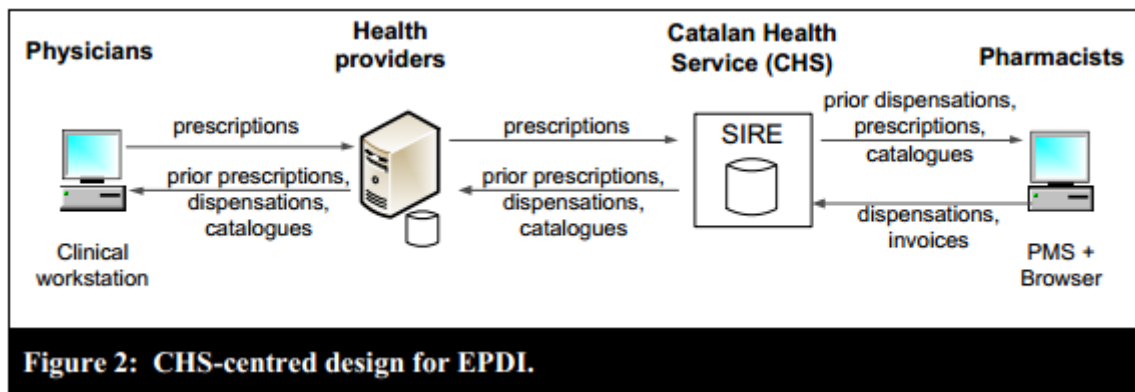 Physicians
Health
providers
Catalan Health
Service (CHS)
Pharmacists
prescriptions
prior prescriptions,
dispensations,
catalogues
Clinical
workstation
prescriptions
prior prescriptions,
dispensations,
catalogues
SIRE
prior dispensations,
prescriptions,
catalogues
dispensations,
invoices
PMS +
Browser
Figure 2: CHS-centred design for EPDI.